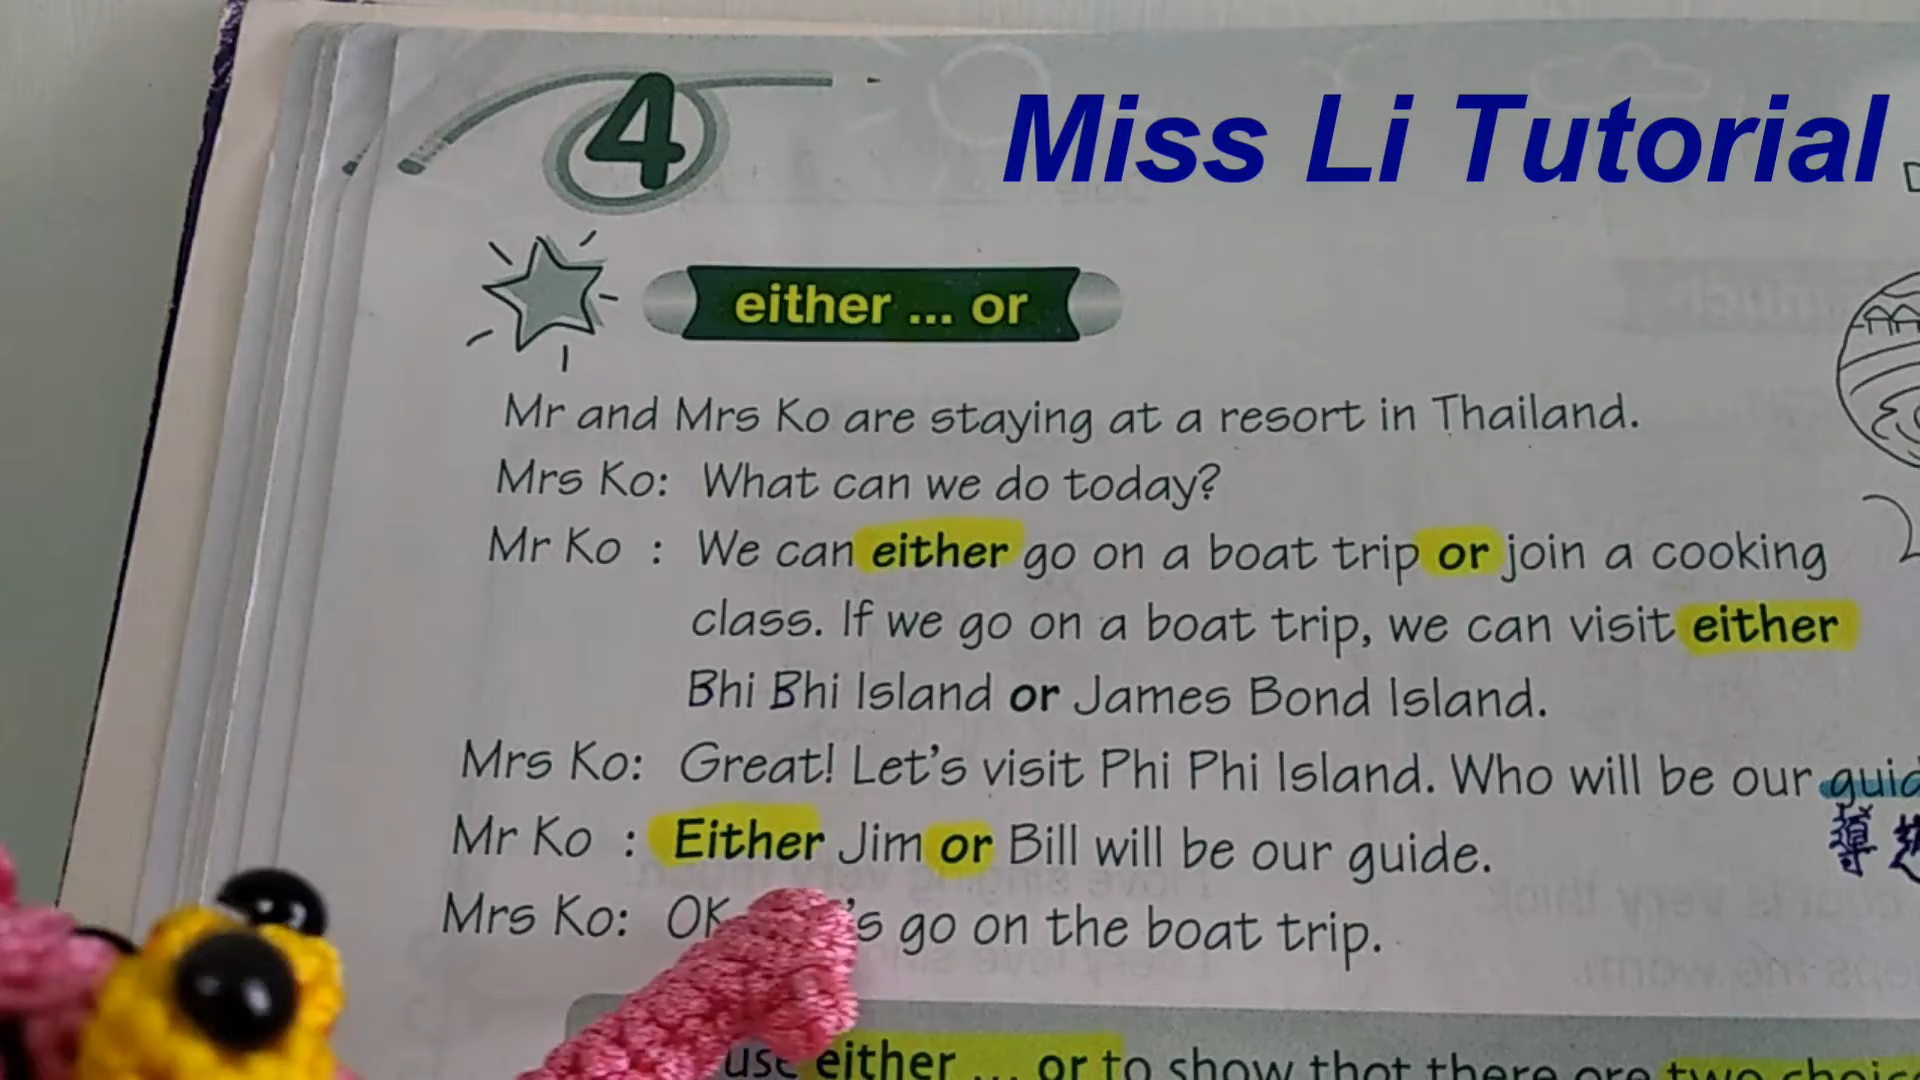 4
Miss Li Tutorial
either ... or
Mr and Mrs Ko are staying at a resort in Thailand.
Mrs Ko: What can we do today?
Mr Ko : We can either go on a boat trip or join a cooking
class. If we go on a boat trip, we can visit either
Bhi Bhi Island or James Bond Island.
Mrs Ko: Great! Let's visit Phi Phi Island. Who will be our
導
Mr Ko : Either Jim or Bill will be our guide.
Mrs Ko: go on the boat trip.
use either ... or to show that there are two